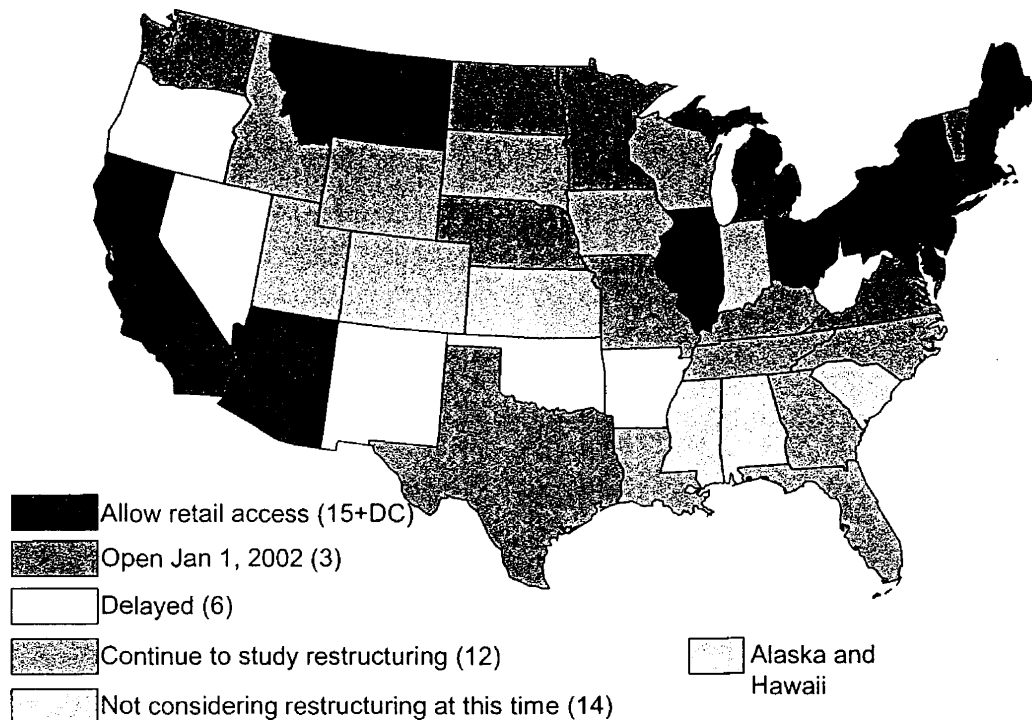 Allow retail access (15+DC)
Open Jan 1, 2002 (3)
Delayed (6)
Continue to study restructuring (12)
Not considering restructuring at this time (14)
Alaska and
Hawaii